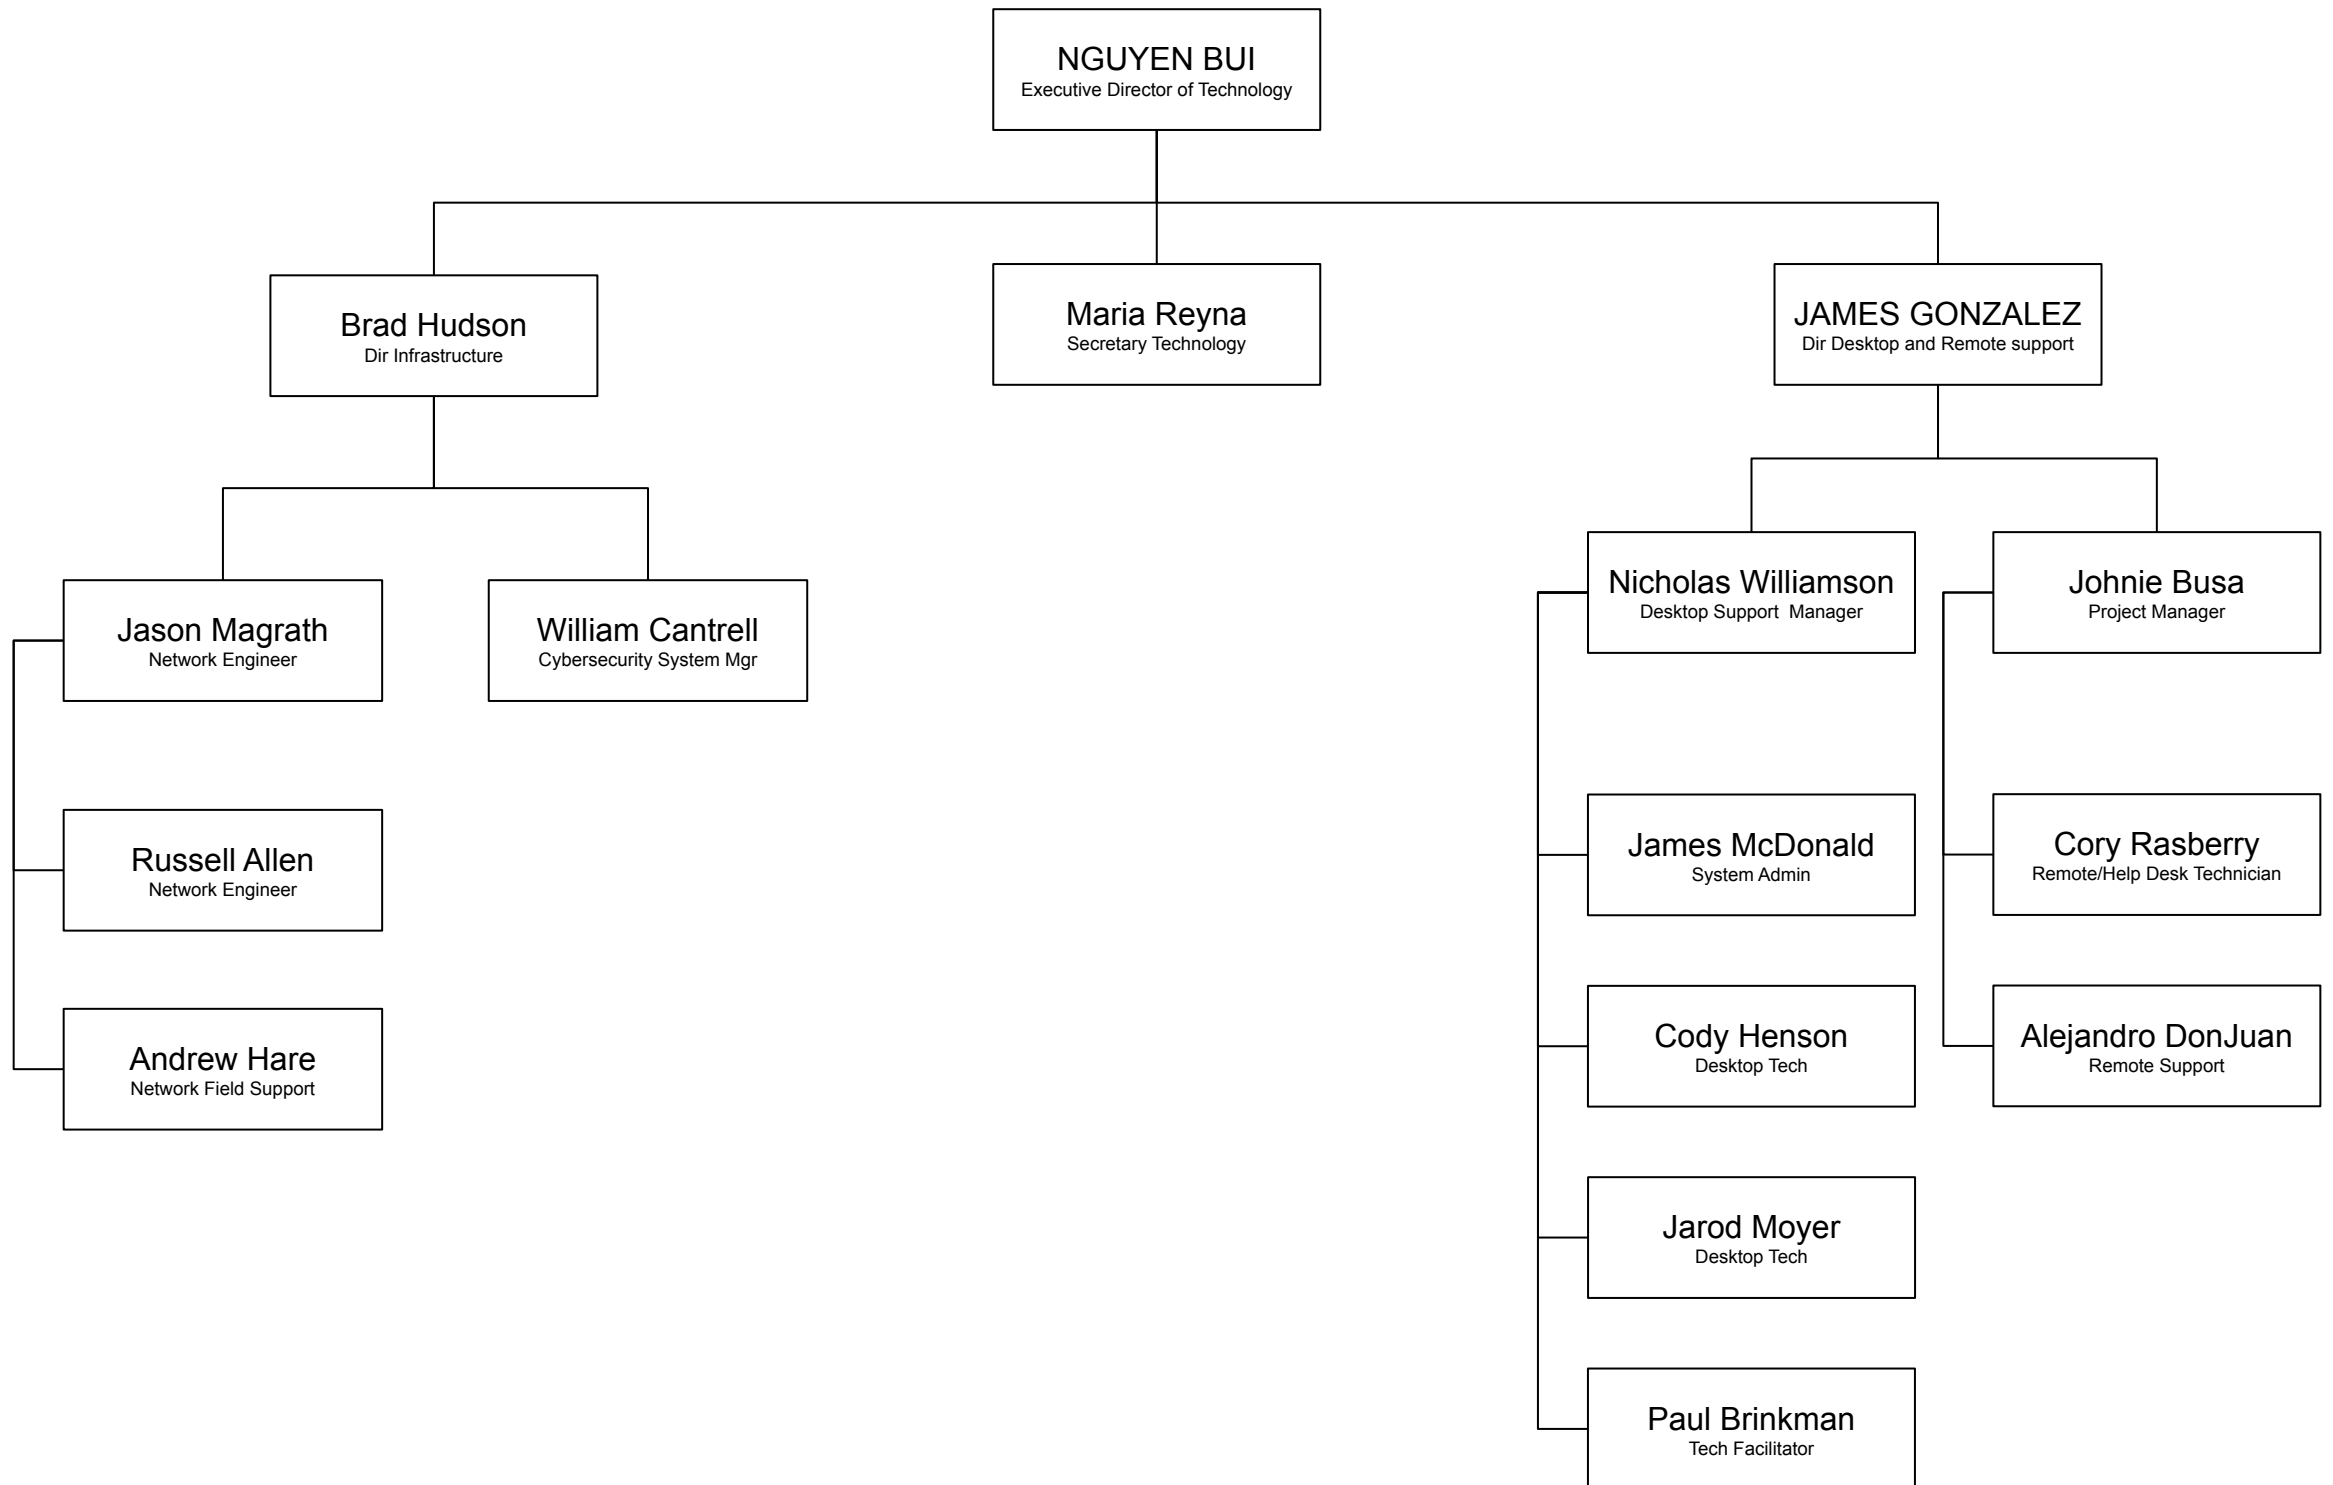 NGUYEN BUI
Executive Director of Technology
Brad Hudson
Dir Infrastructure
Maria Reyna
Secretary Technology
JAMES GONZALEZ
Dir Desktop and Remote support
Jason Magrath
Network Engineer
William Cantrell
Cybersecurity System Mgr
Nicholas Williamson
Desktop Support  Manager
Johnie Busa
Project Manager
Russell Allen
Network Engineer
James McDonald
System Admin
Cory Rasberry
Remote/Help Desk Technician
Andrew Hare
Network Field Support
Cody Henson
Desktop Tech
Alejandro DonJuan
Remote Support
Jarod Moyer
Desktop Tech
Paul Brinkman
Tech Facilitator